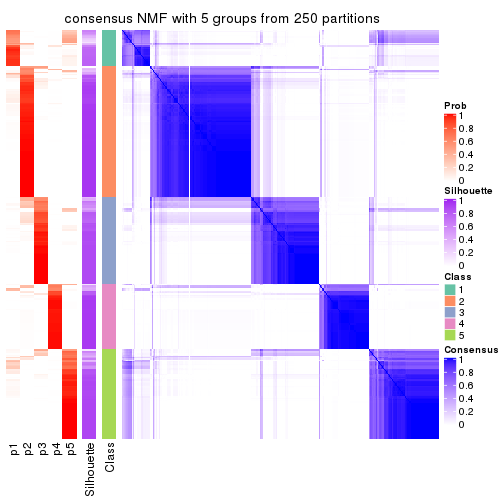 consensus NMF with 5 groups from 250 partitions
Prob
1
0.8
0.6
0.4
0.2
0
Silhouette
1
0.8
0.6
0.4
0.2
0
Class
1
2
3
4
5
Consensus
1
0.8
0.6
0.4
0.2
0
p1
p2
p3
p4
p5
Silhouette
Class